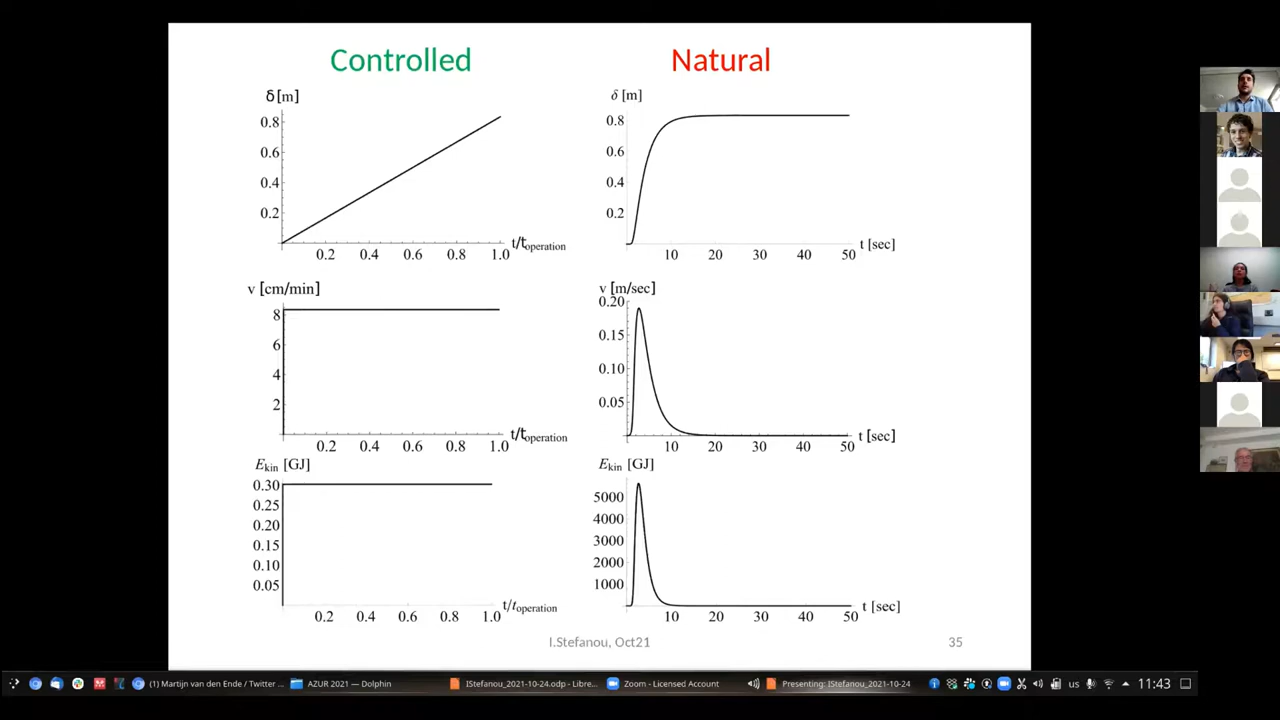 Controlled
Natural
δ [m]
0.8
0.6
0.4
0.2
0.2 0.4 0.6 0.8 1.0
t/toperation
δ [m]
0.8
0.6
0.4
0.2
10 20 30 40 50
t [sec]
v [cm/min]
8
6
4
2
0.2 0.4 0.6 0.8 1.0
t/toperation
v [m/sec]
0.20
0.15
0.10
0.05
10 20 30 40 50
t [sec]
Ekin [GJ]
0.30
0.25
0.20
0.15
0.10
0.05
0.2 0.4 0.6 0.8 1.0
t/toperation
Ekin [GJ]
5000
4000
3000
2000
1000
10 20 30 40 50
t [sec]
I.Stefanou, Oct21
35
(1) Martijn van den Ende / Twitter ...
AZUR 2021 — Dolphin
IStefanou_2021-10-24.odp - Libre...
Zoom - Licensed Account
Presenting: IStefanou_2021-10-24
us
11:43